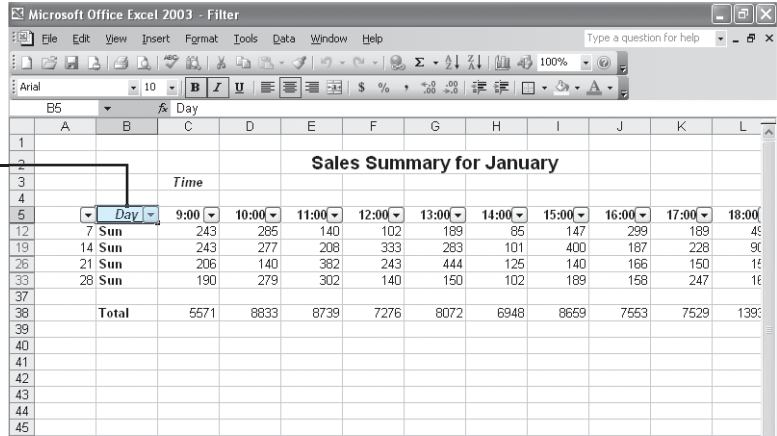 Microsoft Office Excel 2003 - Filter
File Edit View Insert Format Tools Data Window Help Type a question for help
100%
Arial 10 B I U $ % ,
B5 fx Day
A B C D E F G H I J K L
1
2 Sales Summary for January
3 Time
4
5 Day 9:00 10:00 11:00 12:00 13:00 14:00 15:00 16:00 17:00 18:00
12 7 Sun 243 285 140 102 189 85 147 299 189
19 14 Sun 243 277 208 333 283 101 400 187 228
26 21 Sun 206 140 382 243 444 125 140 166 150
33 28 Sun 190 279 302 140 150 102 189 158 247
37
38 Total 5571 8833 8739 7276 8072 6948 8659 7553 7529
39
40
41
42
43
44
45